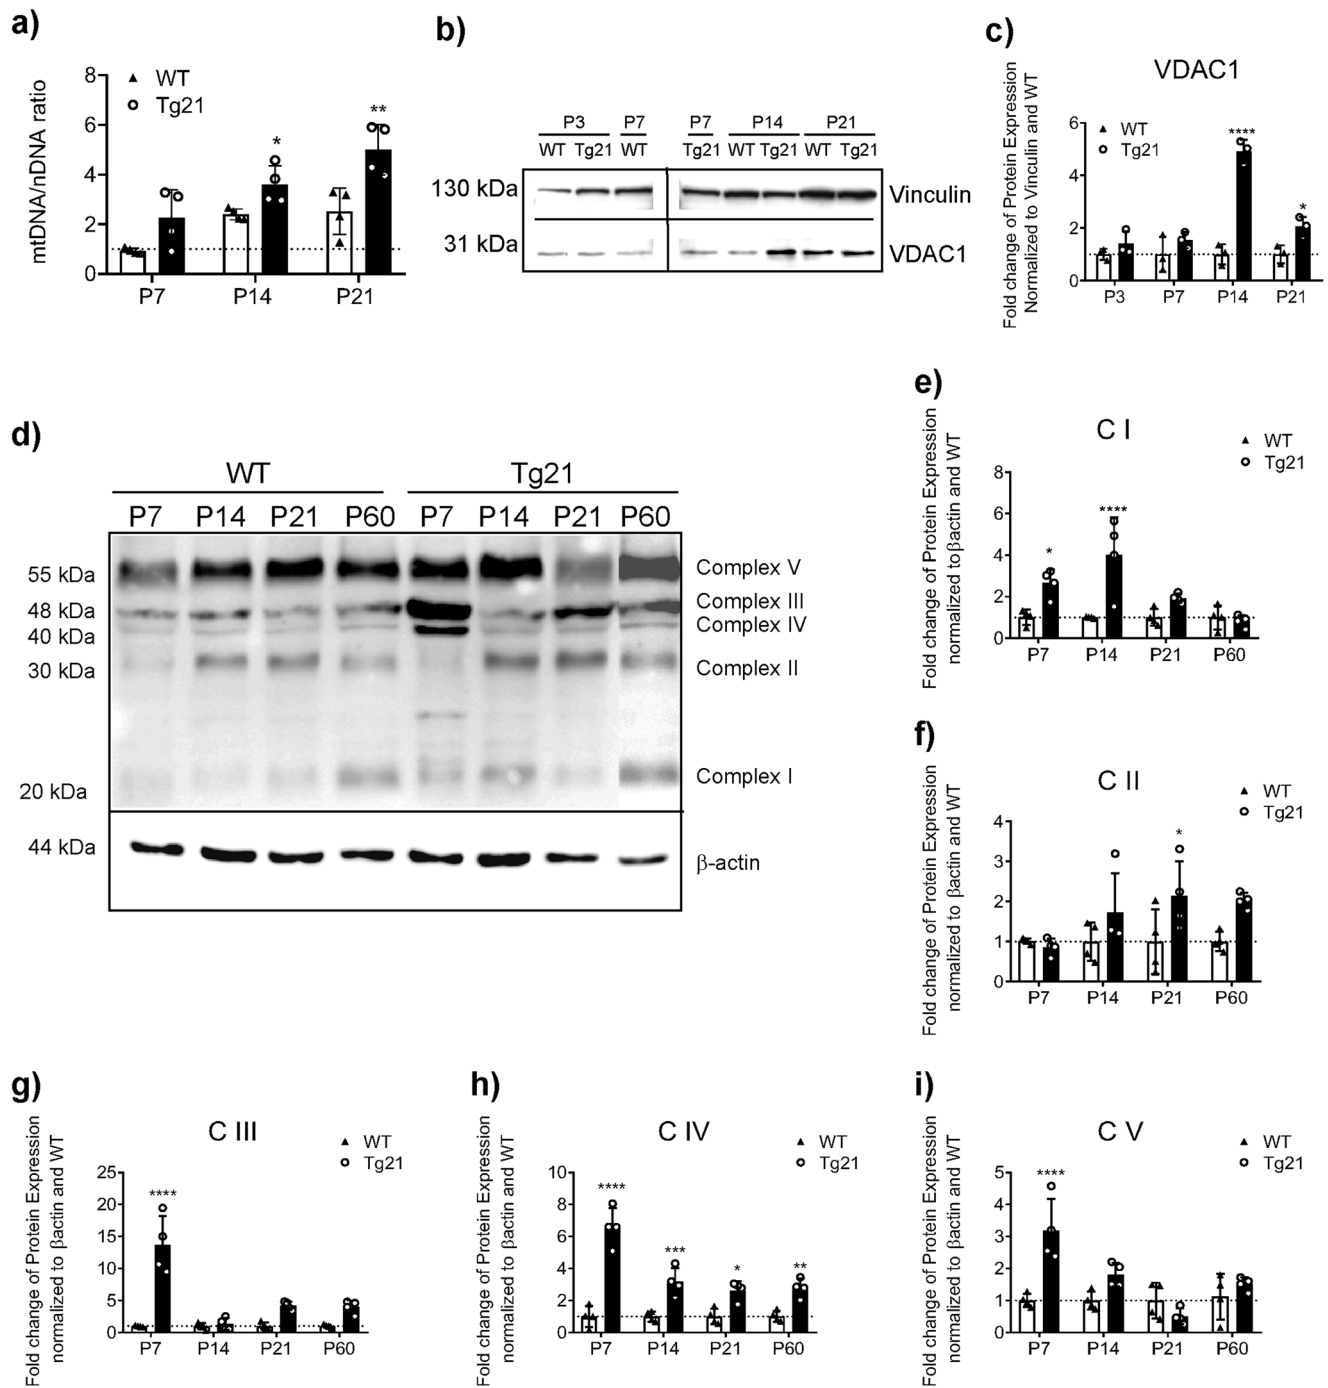 a)
mtDNA/nDNA ratio
8
6
4
2
0
WT
Tg21
*
**
P7 P14 P21
b)
P3 P7 P7 P14 P21
WT Tg21 WT Tg21 WT Tg21 WT Tg21
130 kDa
Vinculin
31 kDa
VDAC1
c)
VDAC1
Fold change of Protein Expression
Normalized to Vinculin and WT
6
4
2
0
WT
Tg21
****
*
P3 P7 P14 P21
d)
WT Tg21
P7 P14 P21 P60 P7 P14 P21 P60
55 kDa
48 kDa
40 kDa
30 kDa
20 kDa
44 kDa
Complex V
Complex III
Complex IV
Complex II
Complex I
β-actin
e)
C I
Fold change of Protein Expression
normalized toβactin and WT
8
6
4
2
0
WT
Tg21
*
****
P7 P14 P21 P60
f)
C II
Fold change of Protein Expression
normalized to βactin and WT
4
3
2
1
0
WT
Tg21
*
P7 P14 P21 P60
g)
C III
Fold change of Protein Expression
normalized to βactin and WT
25
20
15
10
5
0
WT
Tg21
****
P7 P14 P21 P60
h)
C IV
Fold change of Protein Expression
normalized to βactin and WT
10
8
6
4
2
0
WT
Tg21
****
***
*
**
P7 P14 P21 P60
i)
C V
Fold change of Protein Expression
normalized to βactin and WT
5
4
3
2
1
0
WT
Tg21
****
P7 P14 P21 P60